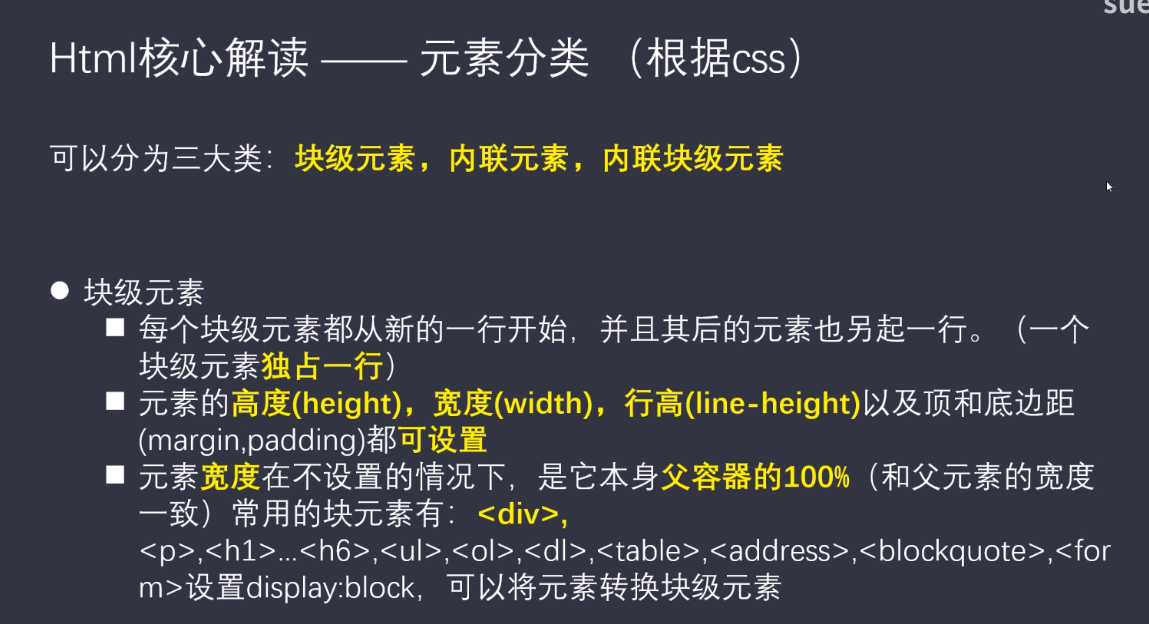 sue
Html核心解读 —— 元素分类 （根据css）
可以分为三大类：块级元素，内联元素，内联块级元素
块级元素
每个块级元素都从新的一行开始，并且其后的元素也另起一行。（一个
块级元素独占一行）
元素的高度(height)，宽度(width)，行高(line-height)以及顶和底边距
(margin,padding)都可设置
元素宽度在不设置的情况下，是它本身父容器的100%（和父元素的宽度
一致）常用的块元素有：<div>,
<p>,<h1>...<h6>,<ul>,<ol>,<dl>,<table>,<address>,<blockquote>,<for
m>设置display:block，可以将元素转换块级元素